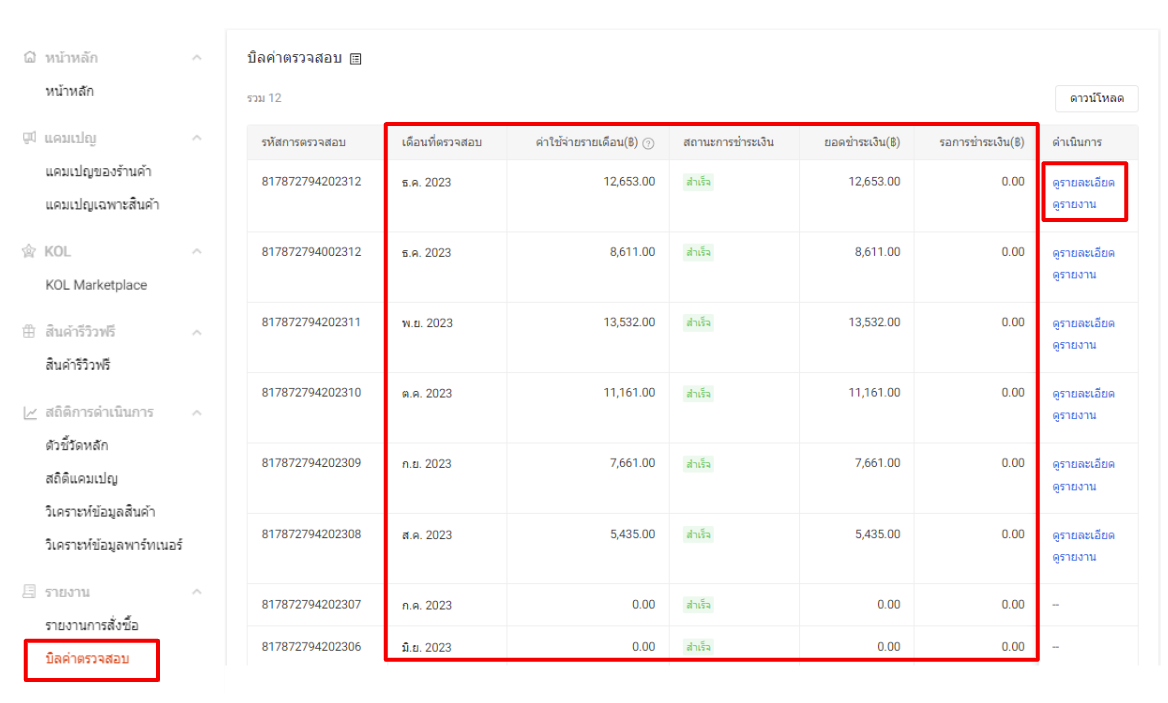 หน้าหลัก
หน้าหลัก
แคมเปญ
แคมเปญของร้านค้า
แคมเปญเฉพาะสินค้า
KOL
KOL Marketplace
สินค้ารีวิวฟรี
สินค้ารีวิวฟรี
สถิติการดำเนินการ
ตัวชี้วัดหลัก
สถิติแคมเปญ
วิเคราะห์ข้อมูลสินค้า
วิเคราะห์ข้อมูลพาร์ทเนอร์
รายงาน
รายงานการสั่งซื้อ
บิลค่าตรวจสอบ
บิลค่าตรวจสอบ
รวม 12
ดาวน์โหลด
รหัสการตรวจสอบ เดือนที่ตรวจสอบ ค่าใช้จ่ายรายเดือน(฿) สถานะการชำระเงิน ยอดชำระเงิน(฿) รอการชำระเงิน(฿) ดำเนินการ
817872794202312 ธ.ค. 2023 12,653.00 สำเร็จ 12,653.00 0.00 ดูรายละเอียด
ดูรายงาน
817872794002312 ธ.ค. 2023 8,611.00 สำเร็จ 8,611.00 0.00 ดูรายละเอียด
ดูรายงาน
817872794202311 พ.ย. 2023 13,532.00 สำเร็จ 13,532.00 0.00 ดูรายละเอียด
ดูรายงาน
817872794202310 ต.ค. 2023 11,161.00 สำเร็จ 11,161.00 0.00 ดูรายละเอียด
ดูรายงาน
817872794202309 ก.ย. 2023 7,661.00 สำเร็จ 7,661.00 0.00 ดูรายละเอียด
ดูรายงาน
817872794202308 ส.ค. 2023 5,435.00 สำเร็จ 5,435.00 0.00 ดูรายละเอียด
ดูรายงาน
817872794202307 ก.ค. 2023 0.00 สำเร็จ 0.00 0.00 --
817872794202306 มิ.ย. 2023 0.00 สำเร็จ 0.00 0.00 --